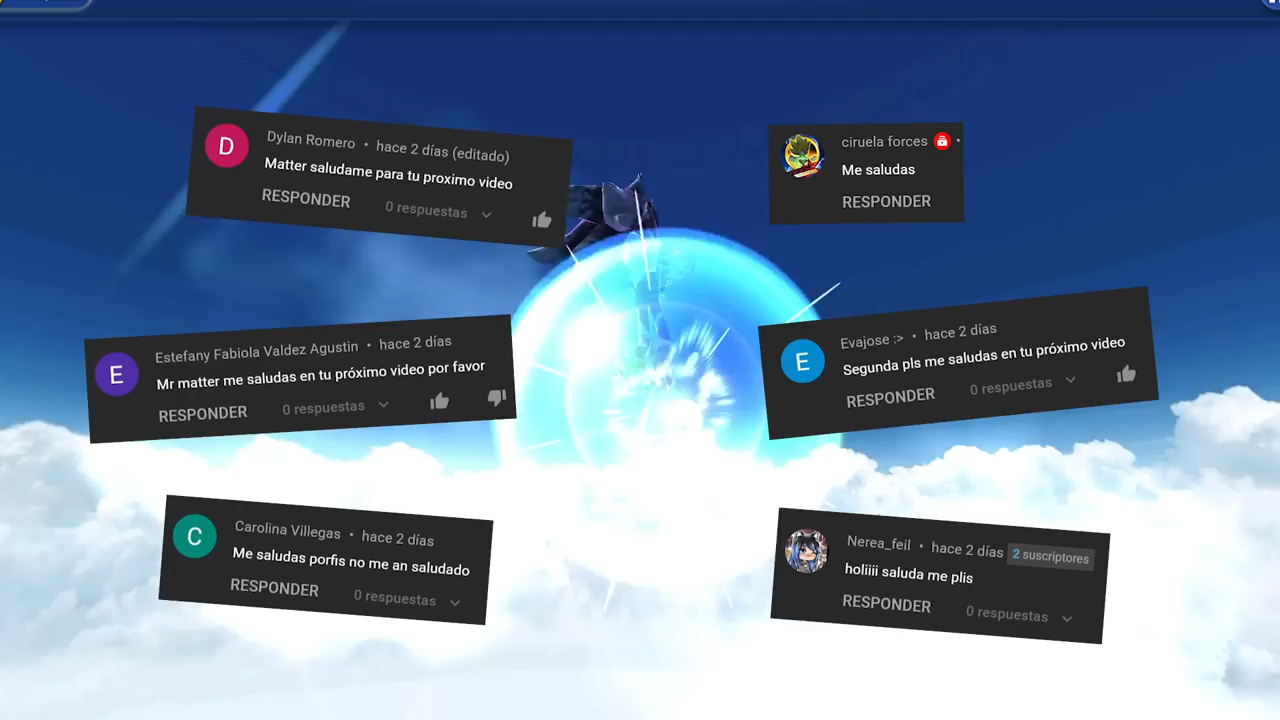 Dylan Romero • hace 2 días (editado)
Matter saludame para tu proximo video
RESPONDER 0 respuestas
ciruela forces
Me saludas
RESPONDER
Estefany Fabiola Valdez Agustin • hace 2 días
Mr matter me saludas en tu próximo video por favor
RESPONDER 0 respuestas
Evajose :> • hace 2 días
Segunda pls me saludas en tu próximo video
RESPONDER 0 respuestas
Carolina Villegas • hace 2 días
Me saludas porfis no me an saludado
RESPONDER 0 respuestas
Nerea_feil • hace 2 días 2 suscriptores
holiiii saluda me plis
RESPONDER 0 respuestas
D
E
E
C